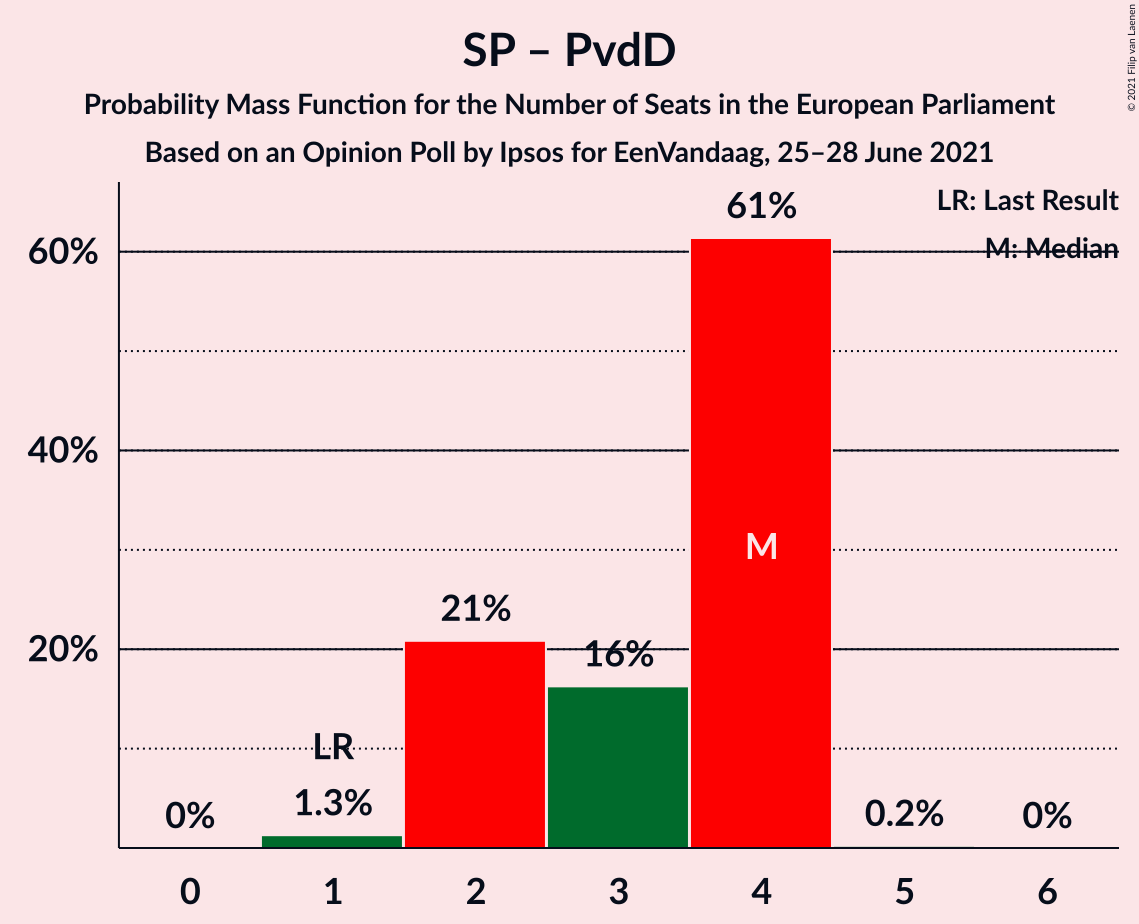 SP – PvdD
Probability Mass Function for the Number of Seats in the European Parliament
Based on an Opinion Poll by Ipsos for EenVandaag, 25–28 June 2021
© 2021 Filip van Laenen
LR: Last Result
M: Median
60%
40%
20%
0%
LR
1.3%
21%
16%
61%
M
0.2%
0%
0 1 2 3 4 5 6